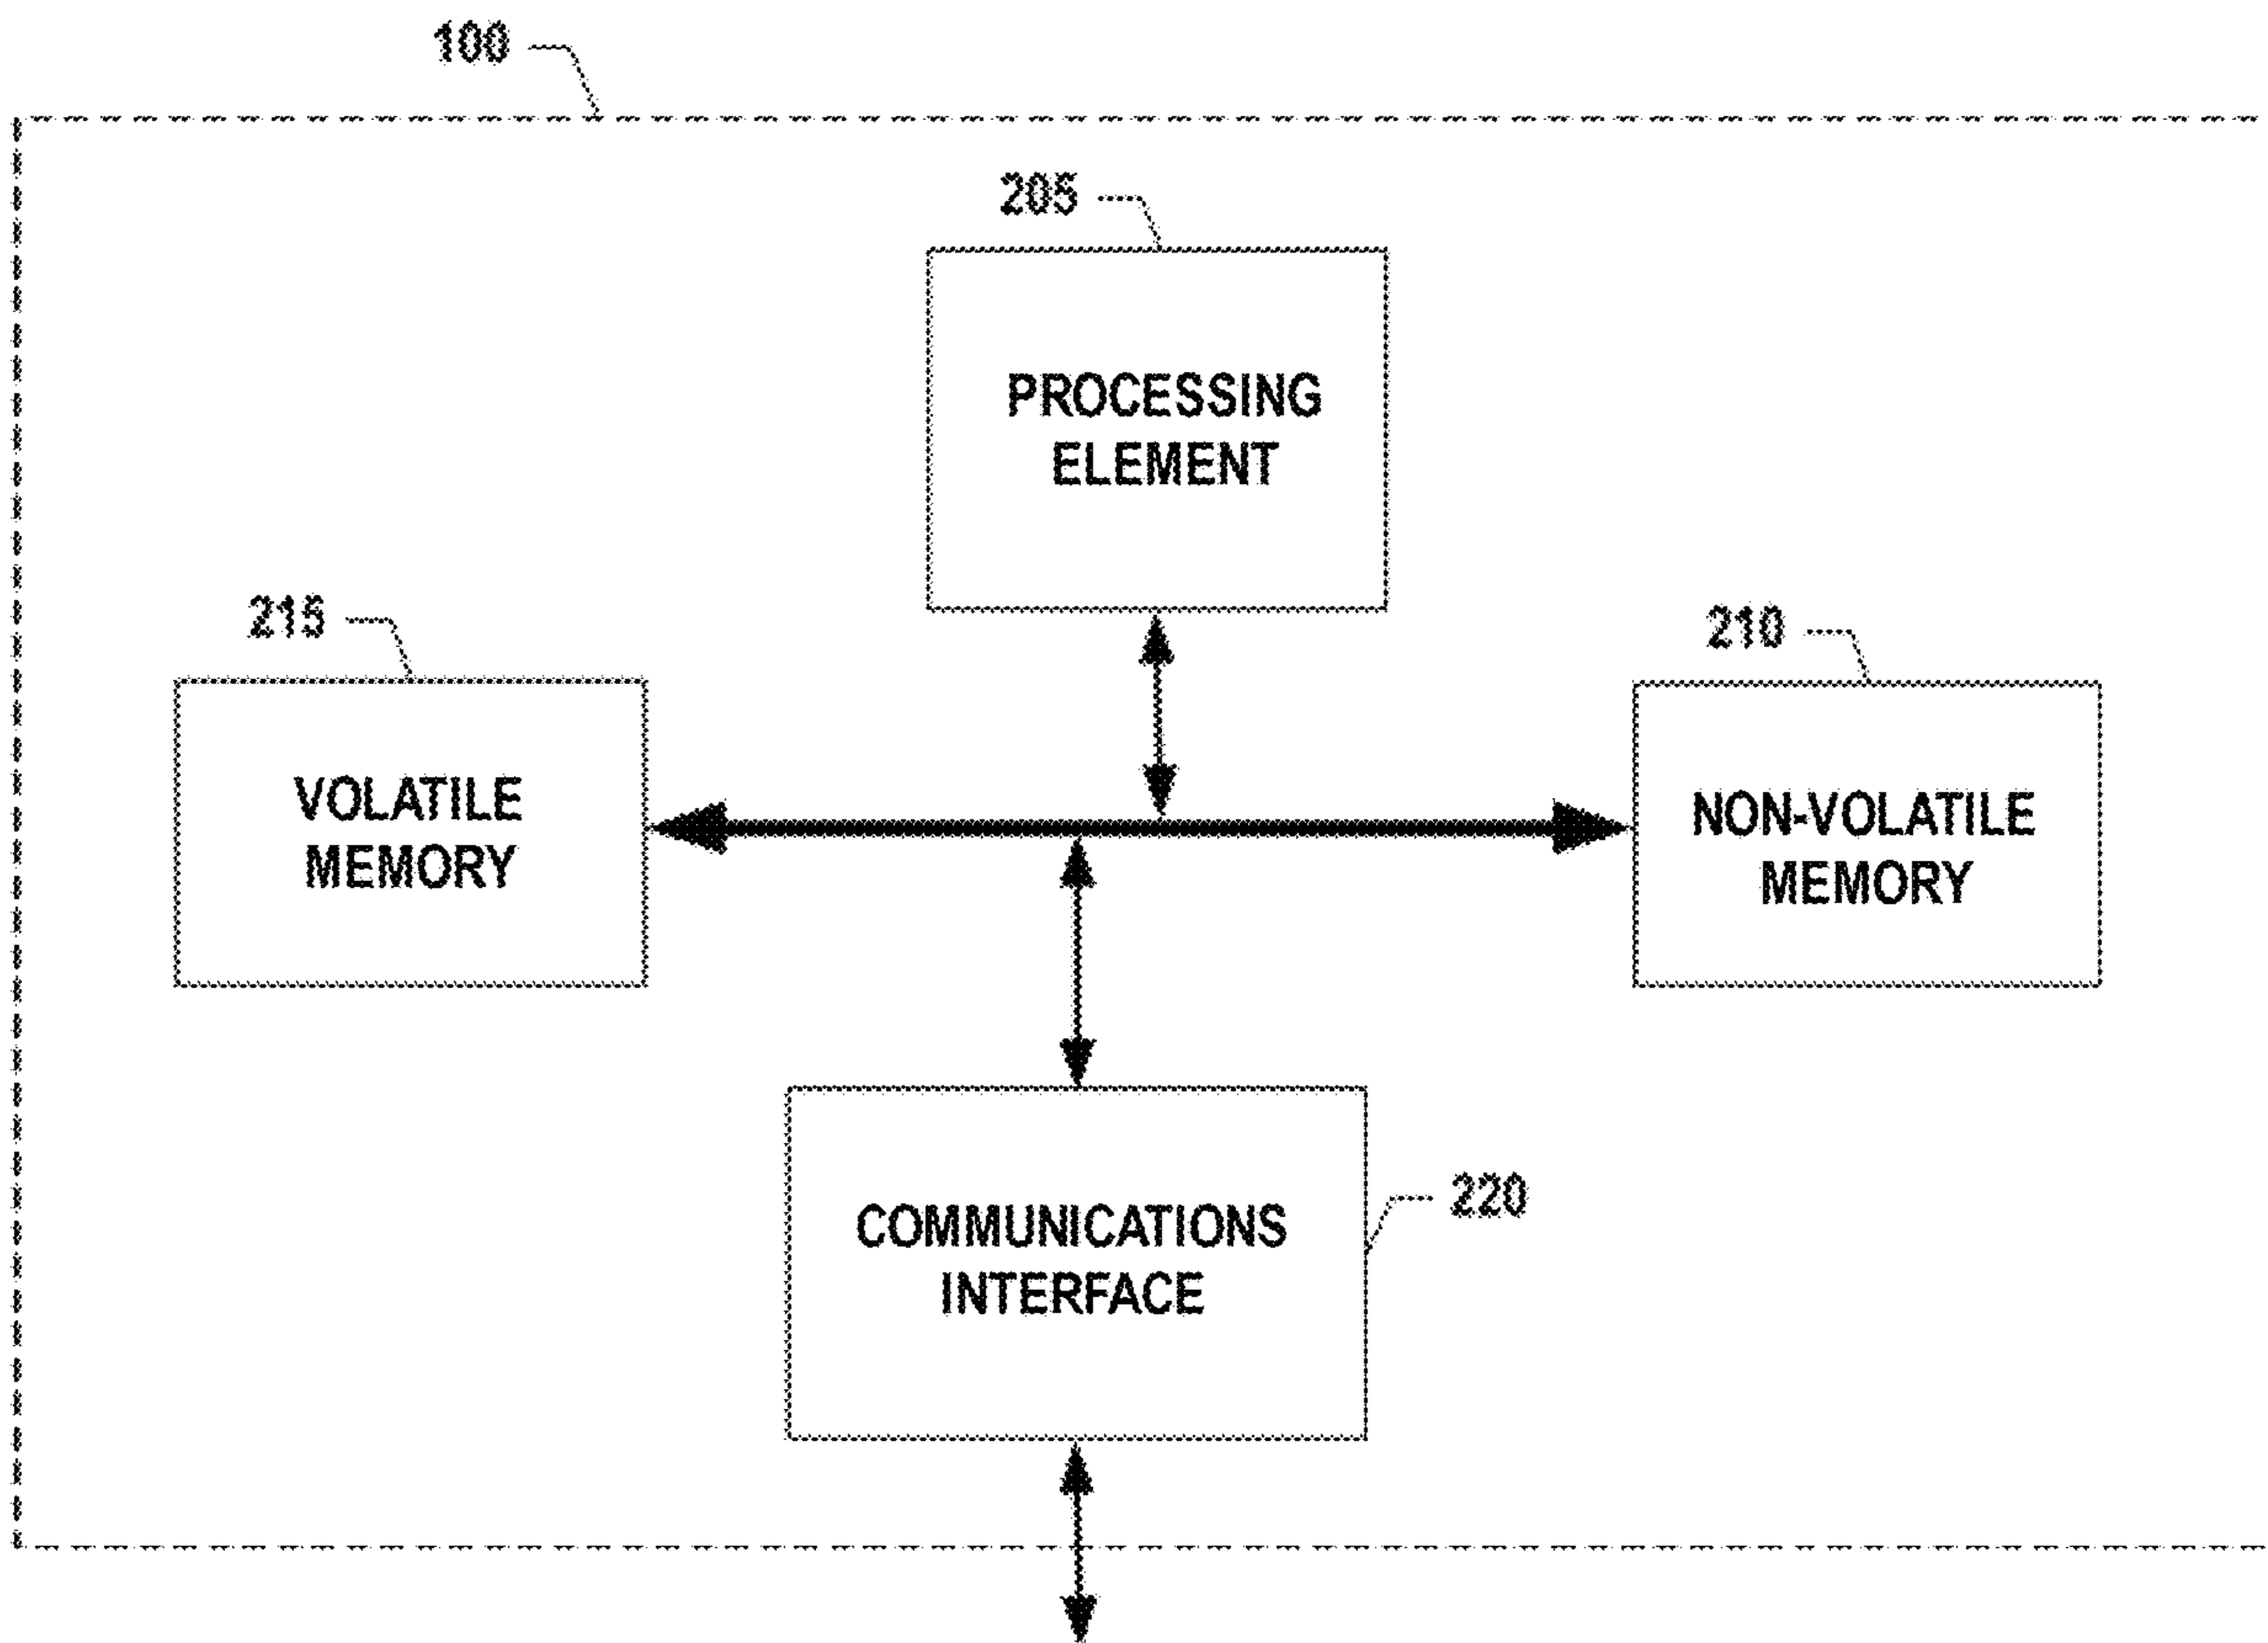 100
205
PROCESSING
ELEMENT
215
210
VOLATILE
MEMORY
NON-VOLATILE
MEMORY
220
COMMUNICATIONS
INTERFACE